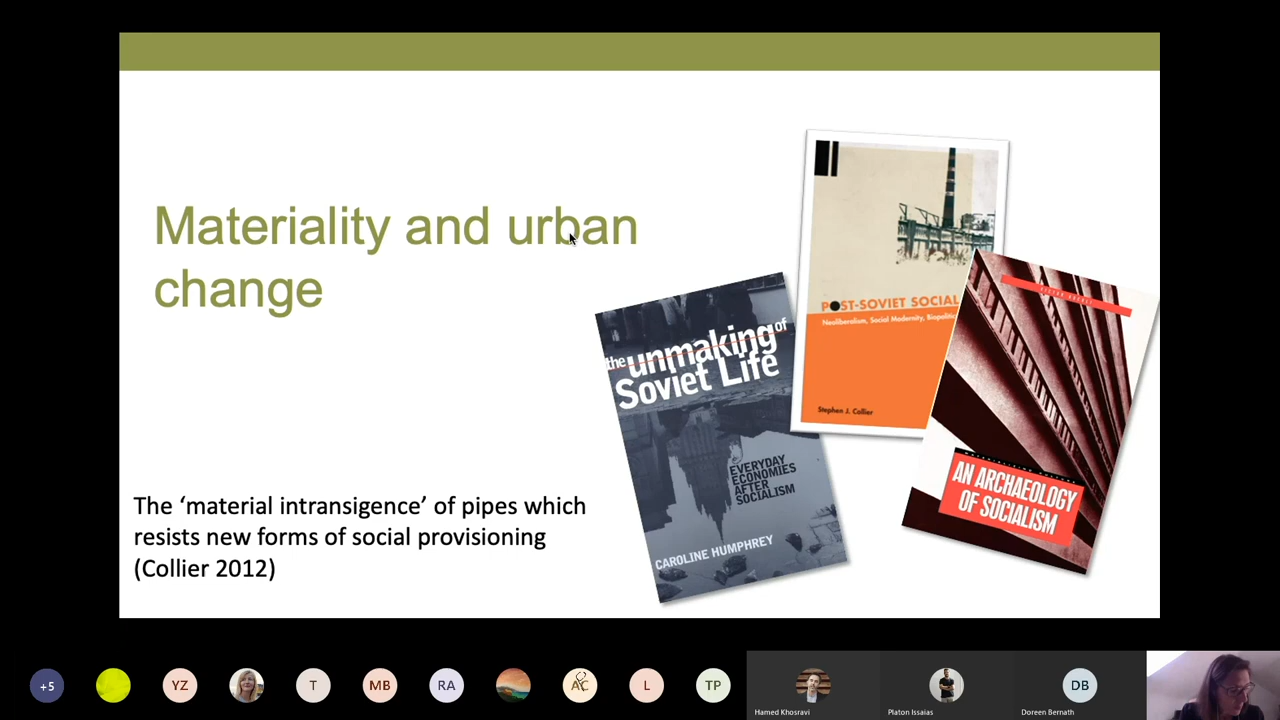 Materiality and urban
change
The ‘material intransigence’ of pipes which
resists new forms of social provisioning
(Collier 2012)
the unmaking of
Soviet Life
EVERYDAY
ECONOMIES
AFTER
SOCIALISM
CAROLINE HUMPHREY
POST-SOVIET SOCIAL
Neoliberalism, Social Modernity, Biopolitic
Stephen J. Collier
AN ARCHAEOLOGY
OF SOCIALISM
+5
YZ
T
MB
RA
AC
L
TP
DB
Hamed Khosravi
Platon Issaias
Doreen Bernath